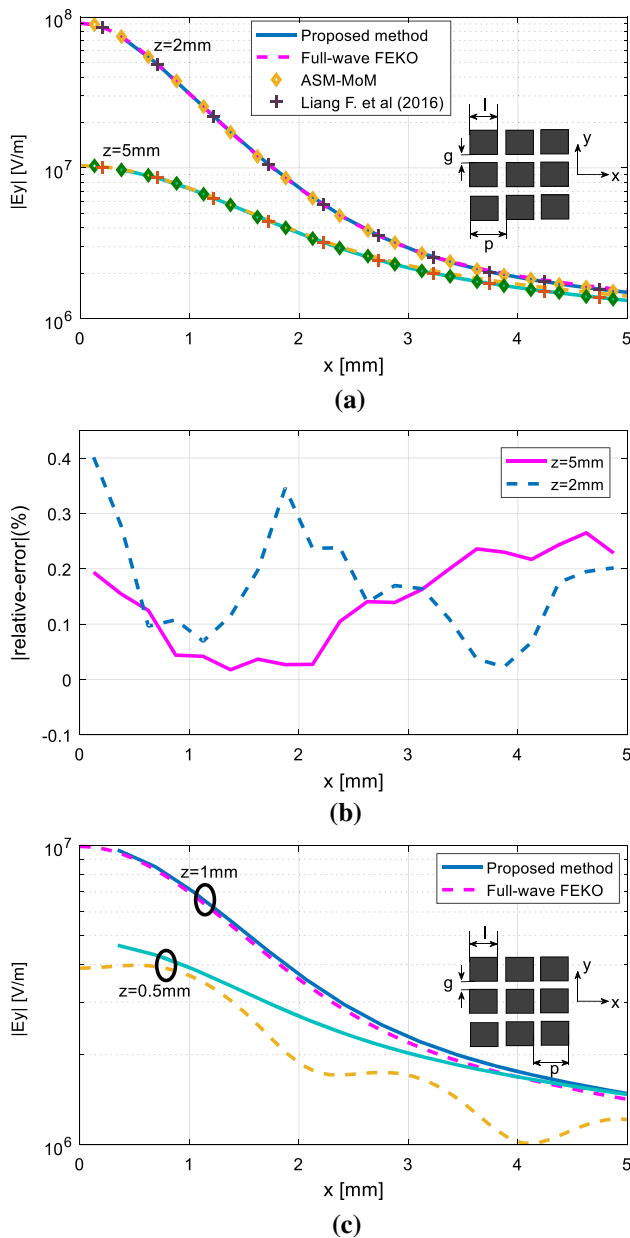 10^8
10^7
10^6
|Ey| [V/m]
z=2mm
z=5mm
Proposed method
Full-wave FEKO
ASM-MoM
Liang F. et al (2016)
l
g
y
x
p
0 1 2 3 4 5
x [mm]
(a)
0.4
0.3
0.2
0.1
0
-0.1
|relative-error|(%)
z=5mm
z=2mm
0 1 2 3 4 5
x [mm]
(b)
10^7
10^6
|Ey| [V/m]
z=1mm
z=0.5mm
Proposed method
Full-wave FEKO
l
g
y
x
p
0 1 2 3 4 5
x [mm]
(c)